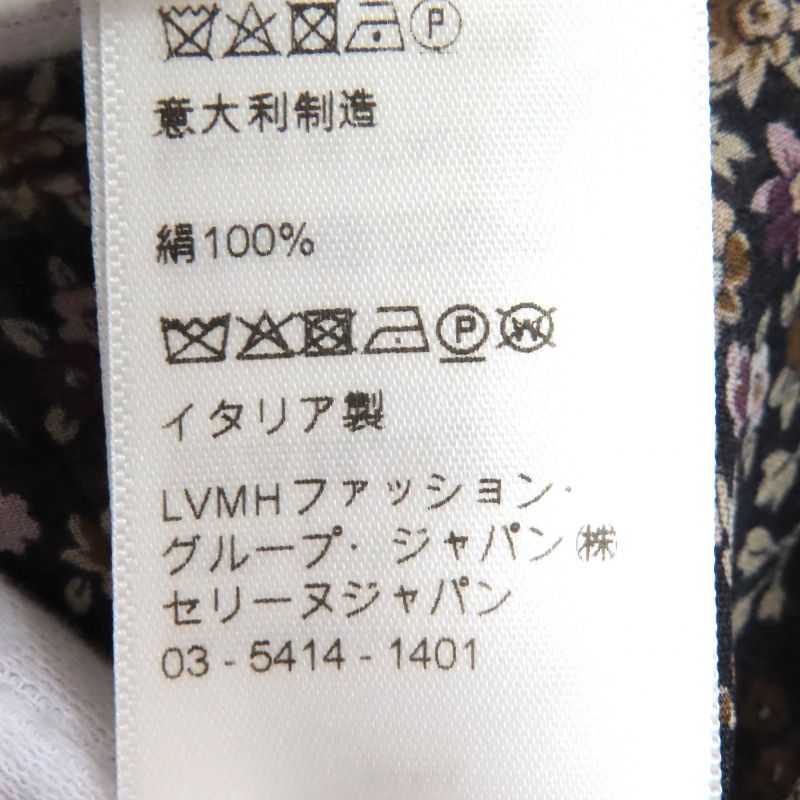 意大利制造
絹100%
イタリア製
LVMHファッション・
グループ・ジャパン㈱
セリーヌジャパン
03 - 5414 - 1401